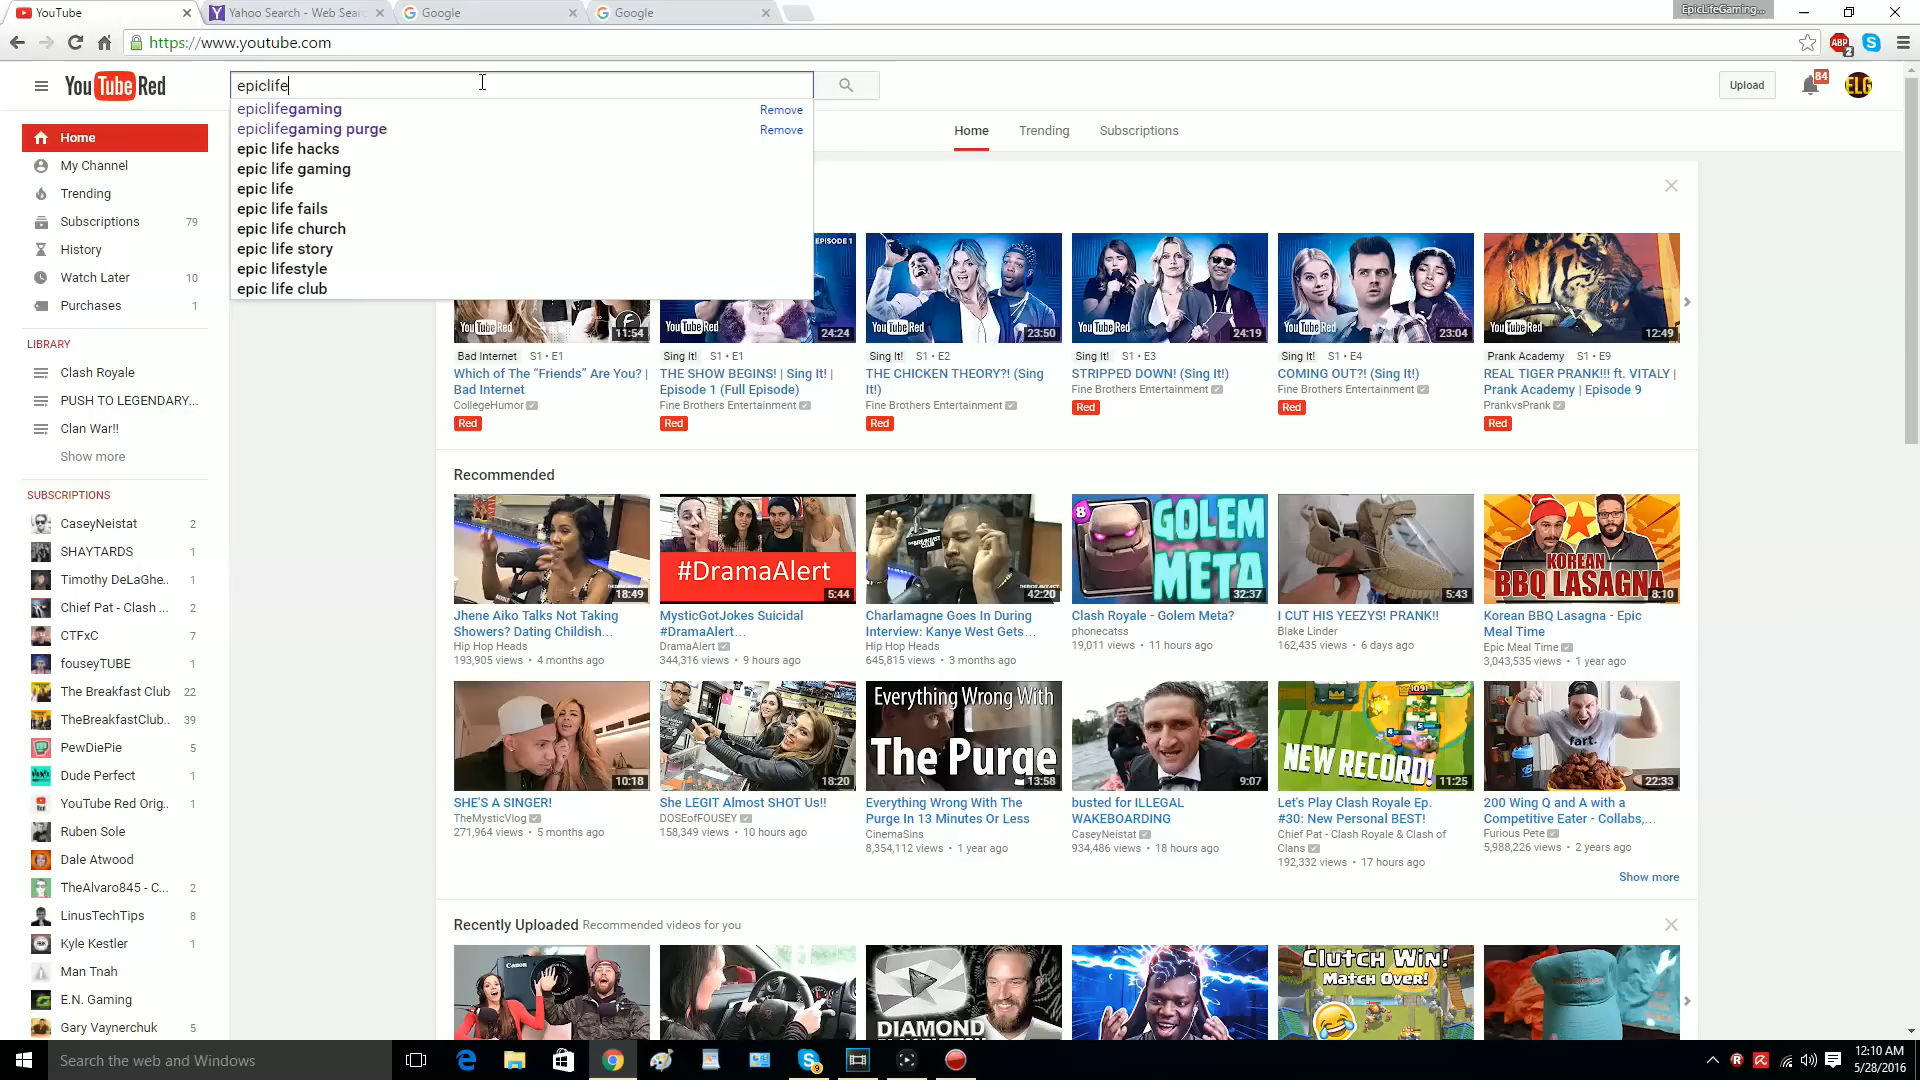 YouTube
Yahoo Search - Web Sear
Google
Google
EpicLifeGaming...
https://www.youtube.com
ABP
2
YouTube Red
epiclife
Upload
84
ELG
epiclifegaming Remove
epiclifegaming purge Remove
epic life hacks
epic life gaming
epic life
epic life fails
epic life church
epic life story
epic lifestyle
epic life club
Home
Trending
Subscriptions
Home
My Channel
Trending
Subscriptions 79
History
Watch Later 10
Purchases 1
LIBRARY
Clash Royale
PUSH TO LEGENDARY...
Clan War!!
Show more
SUBSCRIPTIONS
CaseyNeistat 2
SHAYTARDS 1
Timothy DeLaGhe.. 1
Chief Pat - Clash ... 2
CTFxC 7
fouseyTUBE 1
The Breakfast Club 22
TheBreakfastClub.. 39
PewDiePie 5
Dude Perfect 1
YouTube Red Orig.. 1
Ruben Sole
Dale Atwood
TheAlvaro845 - C... 2
LinusTechTips 8
Kyle Kestler 1
Man Tnah
E.N. Gaming
Gary Vaynerchuk 5
11:54
Bad Internet S1 • E1
Which of The “Friends” Are You? |
Bad Internet
CollegeHumor
Red
EPISODE 1
YouTube Red
24:24
Sing It! S1 • E1
THE SHOW BEGINS! | Sing It! |
Episode 1 (Full Episode)
Fine Brothers Entertainment
Red
YouTube Red
23:50
Sing It! S1 • E2
THE CHICKEN THEORY?! (Sing
It!)
Fine Brothers Entertainment
Red
YouTube Red
24:19
Sing It! S1 • E3
STRIPPED DOWN! (Sing It!)
Fine Brothers Entertainment
Red
YouTube Red
23:04
Sing It! S1 • E4
COMING OUT?! (Sing It!)
Fine Brothers Entertainment
Red
YouTube Red
12:49
Prank Academy S1 • E9
REAL TIGER PRANK!!! ft. VITALY |
Prank Academy | Episode 9
PrankvsPrank
Red
Recommended
18:49
Jhene Aiko Talks Not Taking
Showers? Dating Childish...
Hip Hop Heads
193,905 views • 4 months ago
#DramaAlert
5:44
MysticGotJokes Suicidal
#DramaAlert...
DramaAlert
344,316 views • 9 hours ago
42:20
Charlamagne Goes In During
Interview: Kanye West Gets...
Hip Hop Heads
645,815 views • 3 months ago
8
GOLEM
META
32:37
Clash Royale - Golem Meta?
phonecatss
19,011 views • 11 hours ago
5:43
I CUT HIS YEEZYS! PRANK!!
Blake Linder
162,435 views • 6 days ago
KOREAN
BBQ LASAGNA
8:10
Korean BBQ Lasagna - Epic
Meal Time
Epic Meal Time
3,043,535 views • 1 year ago
10:18
SHE'S A SINGER!
TheMysticVlog
271,964 views • 5 months ago
18:20
She LEGIT Almost SHOT Us!!
DOSEofFOUSEY
158,349 views • 10 hours ago
Everything Wrong With
The Purge
13:58
Everything Wrong With The
Purge In 13 Minutes Or Less
CinemaSins
8,354,112 views • 1 year ago
9:07
busted for ILLEGAL
WAKEBOARDING
CaseyNeistat
934,486 views • 18 hours ago
NEW RECORD!
11:25
Let's Play Clash Royale Ep.
#30: New Personal BEST!
Chief Pat - Clash Royale & Clash of
Clans
192,332 views • 17 hours ago
fart.
22:33
200 Wing Q and A with a
Competitive Eater - Collabs,...
Furious Pete
5,988,226 views • 2 years ago
Show more
Recently Uploaded Recommended videos for you
Canon
DIAMOND
CLUTCH WIN!
Match Over!
Search the web and Windows
9
12:10 AM
5/28/2016